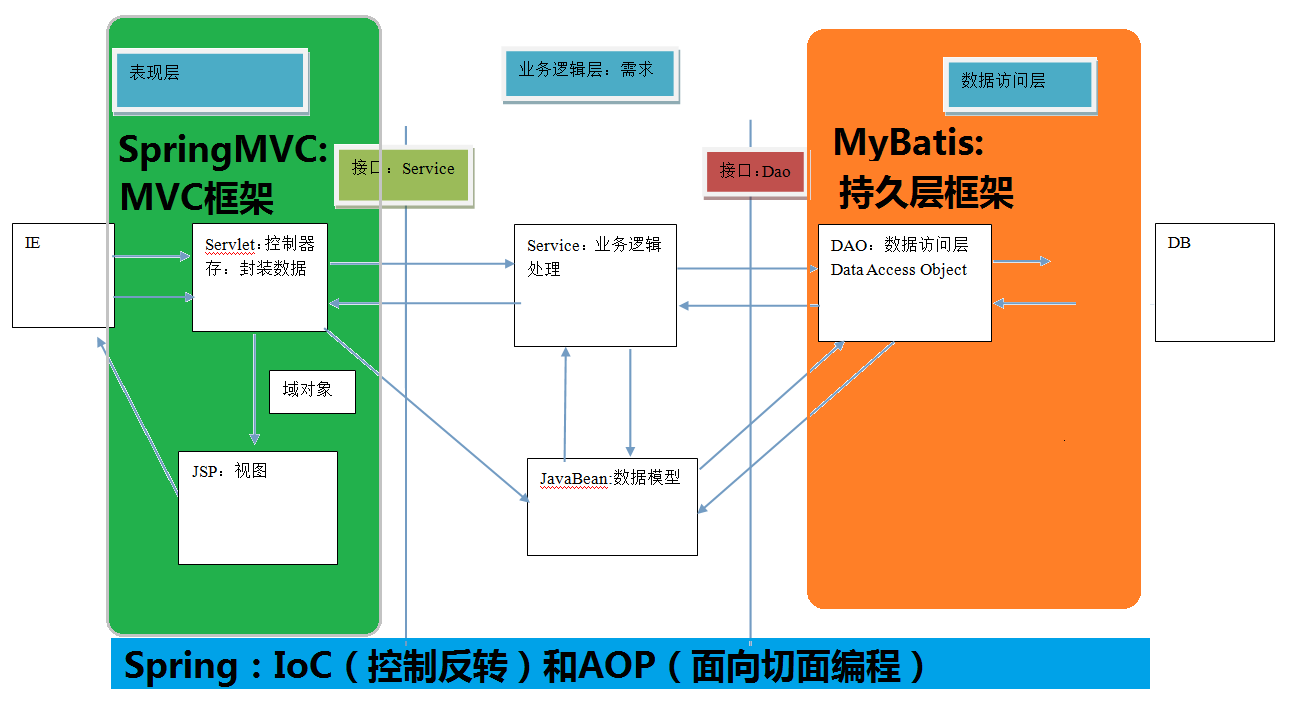 表现层
业务逻辑层：需求
数据访问层
SpringMVC:
MVC框架
接口：Service
接口:Dao
MyBatis:
持久层框架
IE
Servlet:控制器
存：封装数据
Service：业务逻辑
处理
DAO：数据访问层
Data Access Object
DB
域对象
JSP：视图
JavaBean:数据模型
Spring：IoC（控制反转）和AOP（面向切面编程）